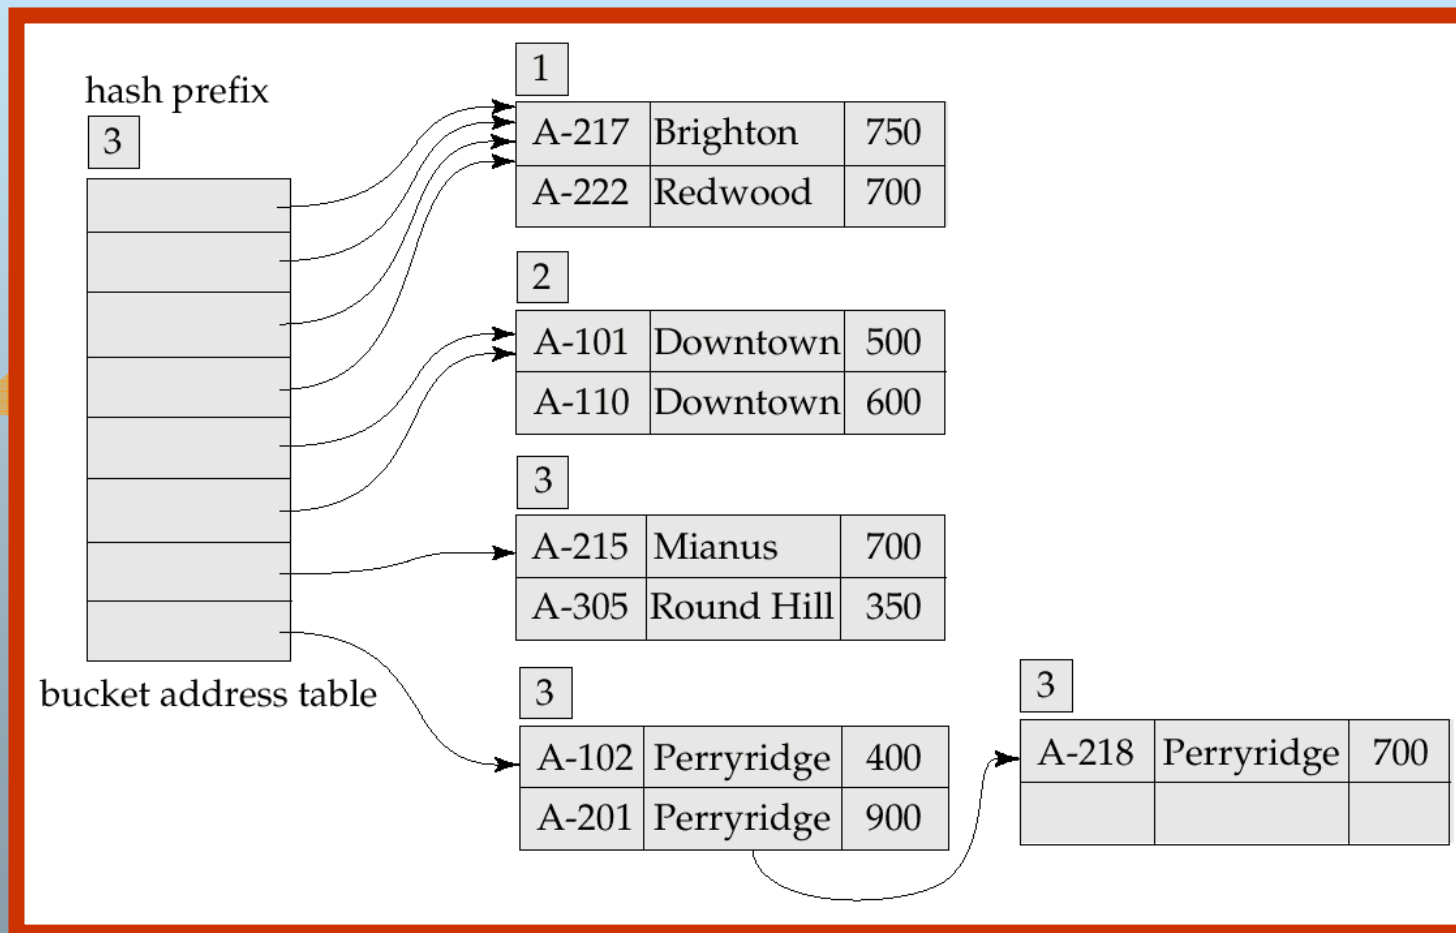 hash prefix
3
1
A-217 Brighton 750
A-222 Redwood 700
2
A-101 Downtown 500
A-110 Downtown 600
3
A-215 Mianus 700
A-305 Round Hill 350
bucket address table
3
A-102 Perryridge 400
A-201 Perryridge 900
3
A-218 Perryridge 700